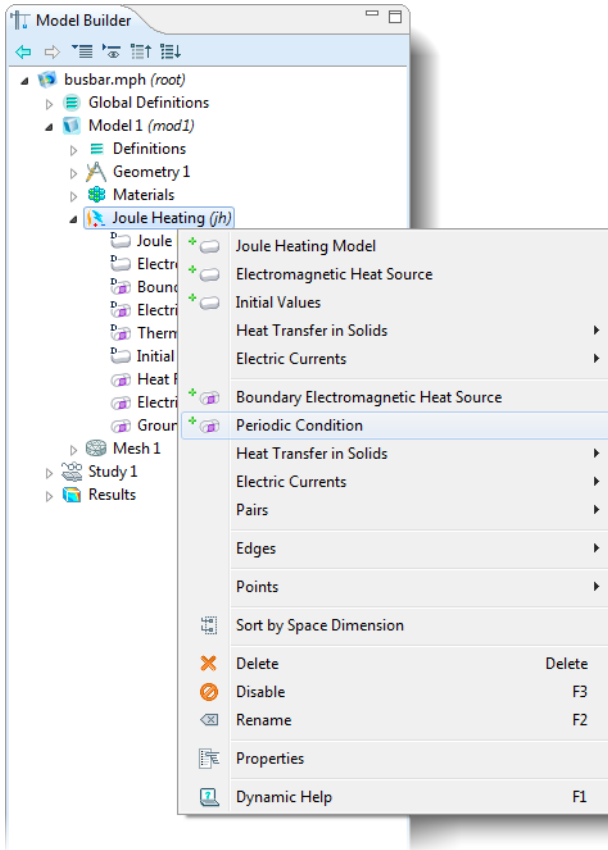 Model Builder
busbar.mph (root)
Global Definitions
Model 1 (mod1)
Definitions
Geometry 1
Materials
Joule Heating (jh)
Joule
Electr
Bound
Electri
Therm
Initial
Heat F
Electri
Groun
Mesh 1
Study 1
Results
Joule Heating Model
Electromagnetic Heat Source
Initial Values
Heat Transfer in Solids
Electric Currents
Boundary Electromagnetic Heat Source
Periodic Condition
Heat Transfer in Solids
Electric Currents
Pairs
Edges
Points
Sort by Space Dimension
Delete Delete
Disable F3
Rename F2
Properties
Dynamic Help F1